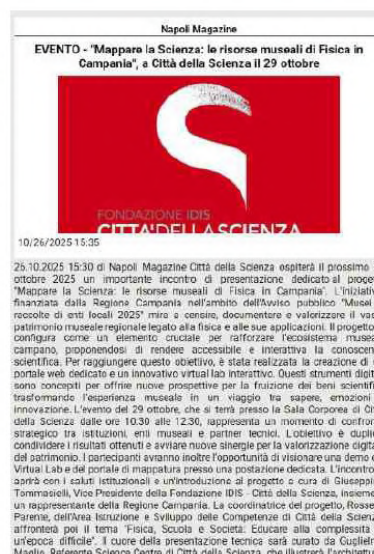 Napoli Magazine
EVENTO - "Mappare la Scienza: le risorse museali di Fisica in
Campania", a Città della Scienza il 29 ottobre
FONDAZIONE IDIS
CITTA'DELLASCIENZA
10/26/2025 15:35
26.10.2025 15:30 di Napoli Magazine Città della Scienza ospiterà il prossimo
ottobre 2025 un importante incontro di presentazione dedicato al proge
"Mappare la Scienza: le risorse museali di Fisica in Campania". L'iniziativ
finanziata dalla Regione Campania nell'ambito dell'Avviso pubblico "Musei
raccolte di enti locali 2025" mira a censire, documentare e valorizzare il vas
patrimonio museale regionale legato alla fisica e alle sue applicazioni. Il progetto
configura come un elemento cruciale per rafforzare l'ecosistema musea
campano, proponendosi di rendere accessibile e interattiva la conoscen
scientifica. Per raggiungere questo obiettivo, è stata realizzata la creazione di
portale web dedicato e un innovativo virtual lab interattivo. Questi strumenti digit
sono concepiti per offrire nuove prospettive per la fruizione dei beni scientifi
trasformando l'esperienza museale in un viaggio tra sapere, emozioni
innovazione. L'evento del 29 ottobre, che si terrà presso la Sala Corporea di Cit
della Scienza dalle ore 10.30 alle 12.30, rappresenta un momento di confron
strategico tra istituzioni, enti museali e partner tecnici. L'obiettivo è duplic
condividere i risultati ottenuti e avviare nuove sinergie per la valorizzazione digita
del patrimonio. I partecipanti avranno inoltre l'opportunità di visionare una demo d
Virtual Lab e del portale di mappatura presso una postazione dedicata. L'incontro
aprirà con i saluti istituzionali e un'introduzione al progetto a cura di Giuseppin
Tommasielli, Vice Presidente della Fondazione IDIS - Città della Scienza, insieme
un rappresentante della Regione Campania. La coordinatrice del progetto, Rosse
Parente, dell'Area Istruzione e Sviluppo delle Competenze di Città della Scienz
affronterà poi il tema "Fisica, Scuola e Società. Educare alla complessità
un'epoca difficile". Il cuore della presentazione tecnica sarà curato da Guglieln
Maglio, Referente Science Centre di Città della Scienza, che illustrerà l'architettur